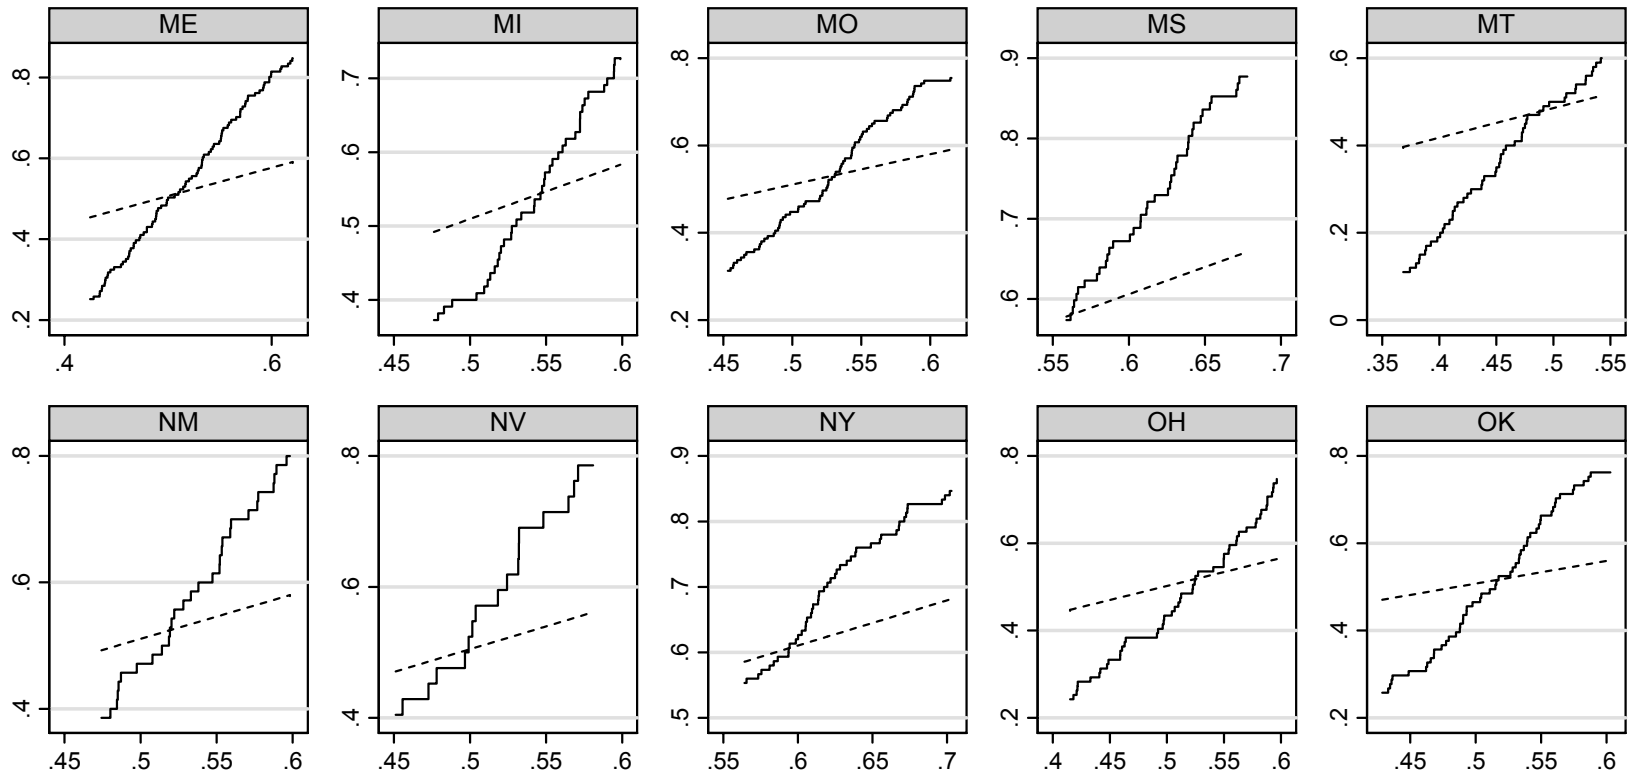 ME MI MO MS MT
.8 .7 .8 .9 .6
.6 .6 .6 .8 .4
.4 .5 .4 .7 .2
.2 .4 .2 .6 0
.4 .5 .6 .45 .5 .55 .6 .45 .5 .55 .6 .55 .6 .65 .7 .35 .4 .45 .5 .55
NM NV NY OH OK
.8 .8 .9 .8 .8
.6 .6 .8 .6 .6
.4 .4 .7 .4 .4
.6 .2 .2
.5
.45 .5 .55 .6 .45 .5 .55 .6 .55 .6 .65 .7 .4 .45 .5 .55 .6 .45 .5 .55 .6